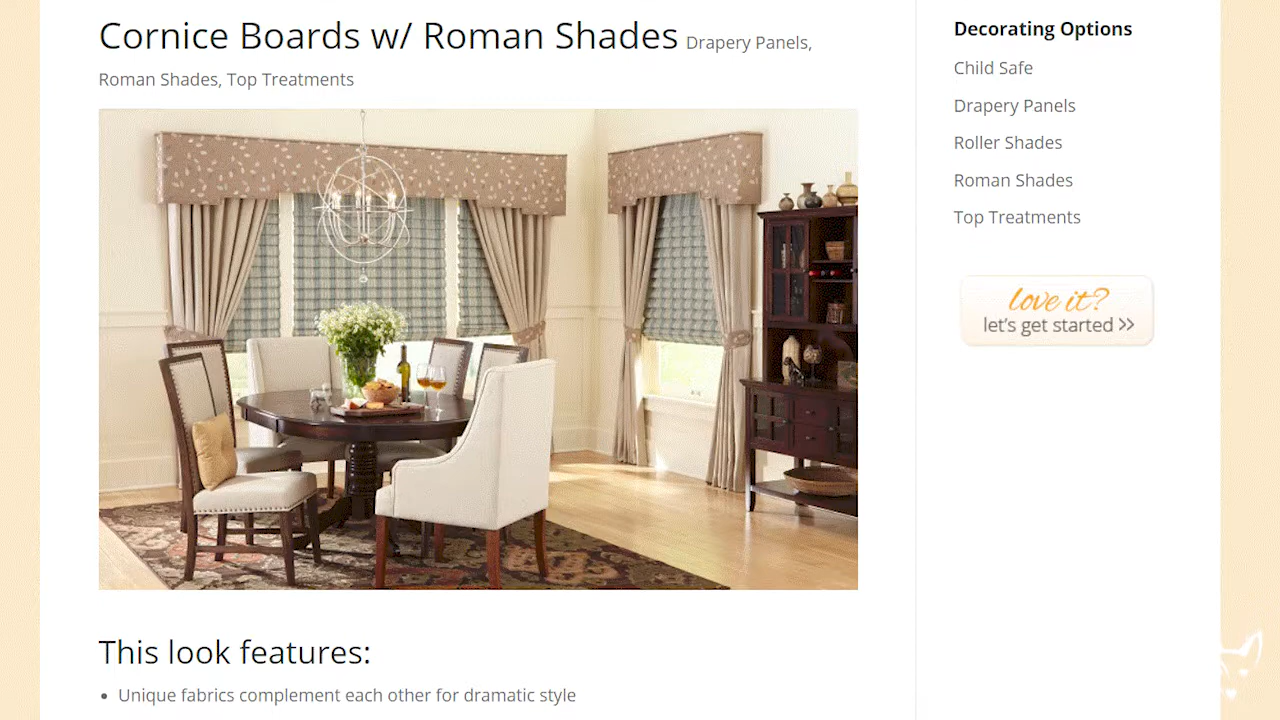 Cornice Boards w/ Roman Shades Drapery Panels,
Roman Shades, Top Treatments
This look features:
• Unique fabrics complement each other for dramatic style
Decorating Options
Child Safe
Drapery Panels
Roller Shades
Roman Shades
Top Treatments
love it?
let's get started >>